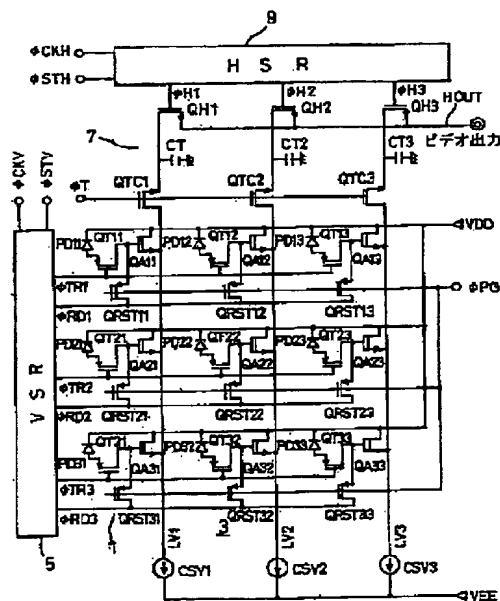 9
φCKH
φSTH
H S R
φH1 φH2 φH3
QH1 QH2 QH3
HOUT
ビデオ出力
7
CT CT2 CT3
φCKV
φSTV
φT
QTC1 QTC2 QTC3
VDD
PD11 QT11 PD12 QT12 PD13 QT13
QA11 QA12 QA13
φTR1
φPG
φRD1 QRST11 QRST12 QRST13
PD21 QT21 PD22 QT22 PD23 QT23
QA21 QA22 QA23
V S R
φTR2
φRD2 QRST21 QRST22 QRST23
PD31 QT21 PD32 QT32 PD33 QT33
QA31 QA32 QA33
φTR3
φRD3 QRST31 QRST32 QRST33
5
1
3
LV1 LV2 LV3
CSV1 CSV2 CSV3
VEE